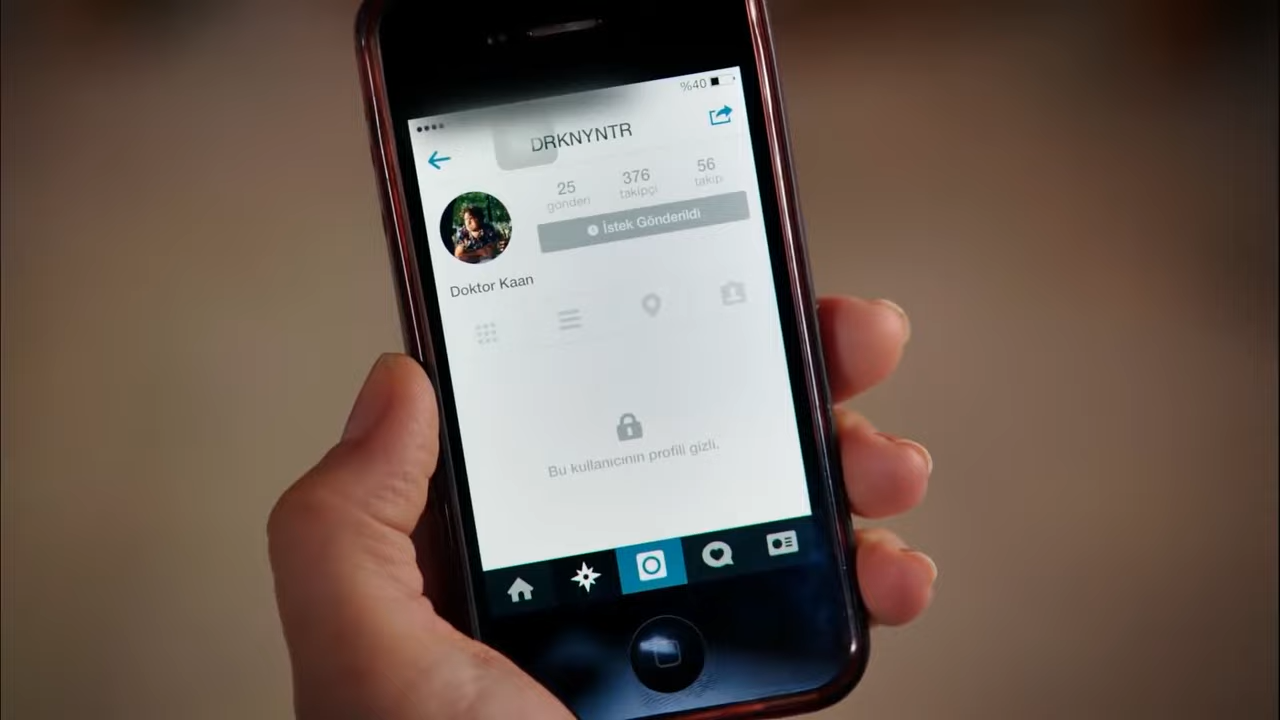 %40
DRKNYNTR
25 376 56
gönderi takipçi takip
İstek Gönderildi
Doktor Kaan
Bu kullanıcının profili gizli.